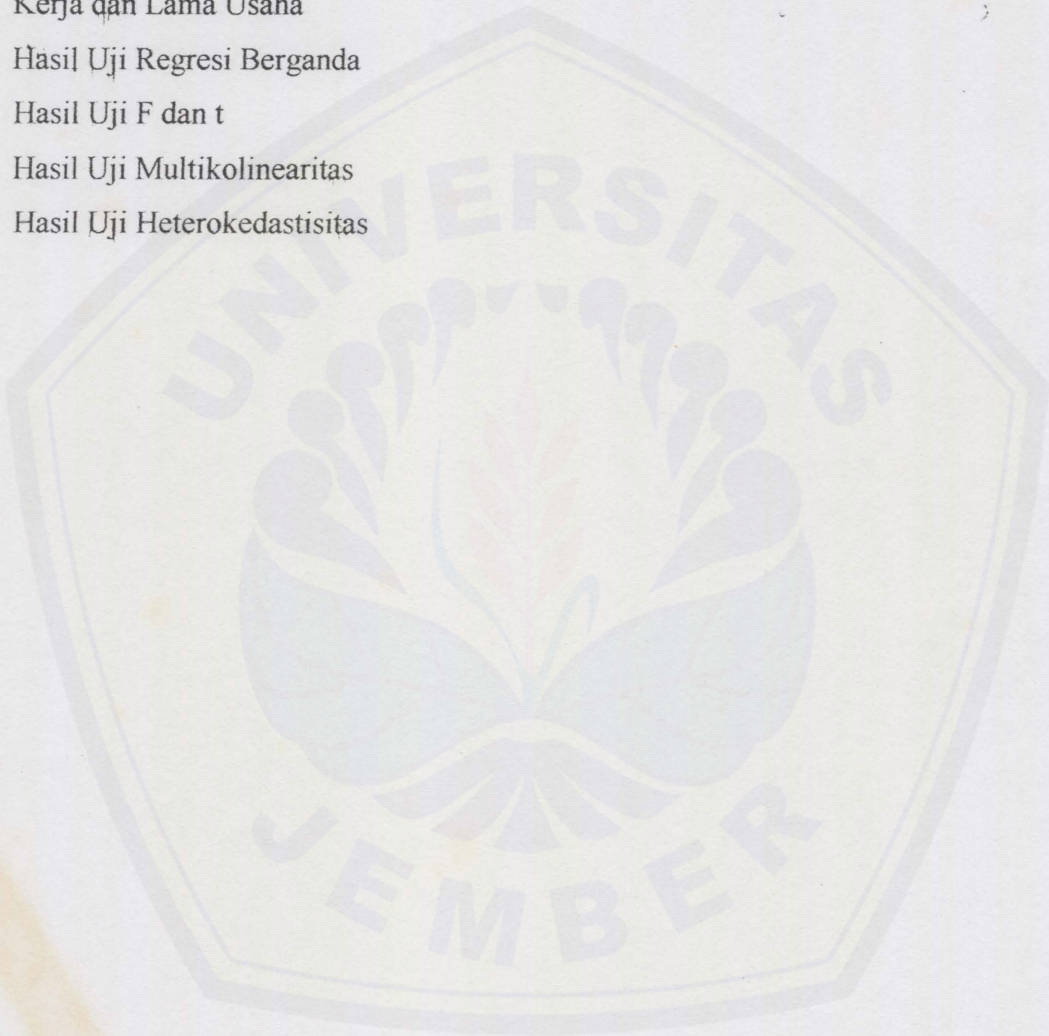 Kerja dan Lama Usaha
Hasil Uji Regresi Berganda
Hasil Uji F dan t
Hasil Uji Multikolinearitas
Hasil Uji Heterokedastisitas
UNIVERSITAS
JEMBER